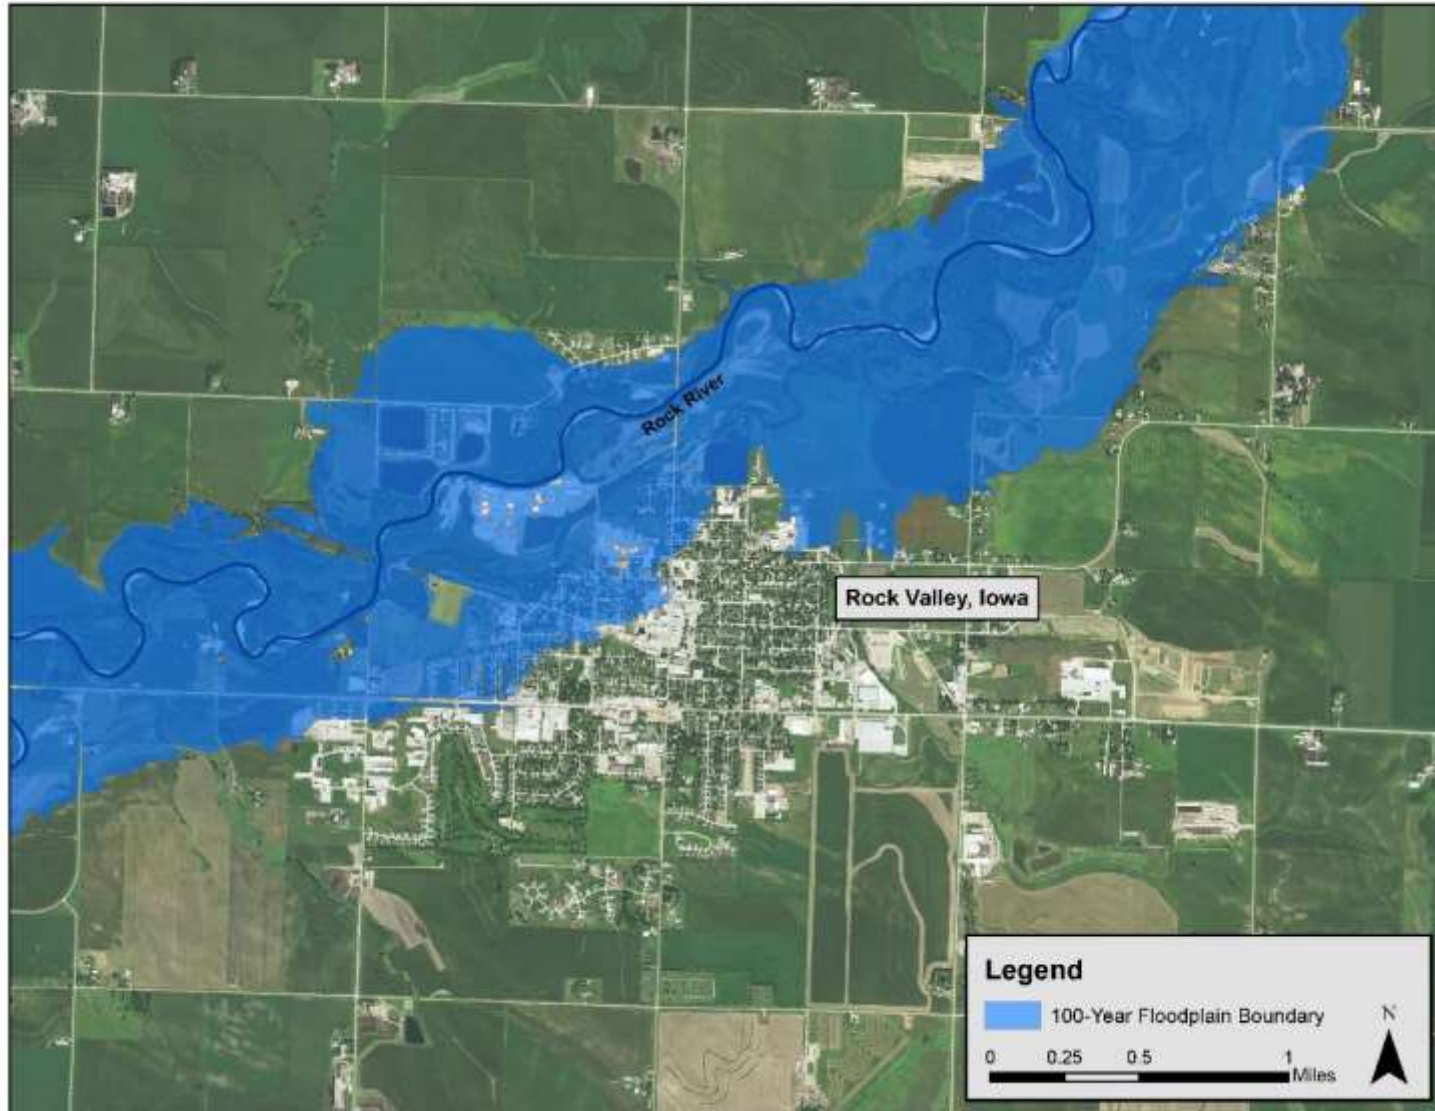 Rock River
Rock Valley, Iowa
Legend
100-Year Floodplain Boundary
N
0 0.25 0.5 1
Miles